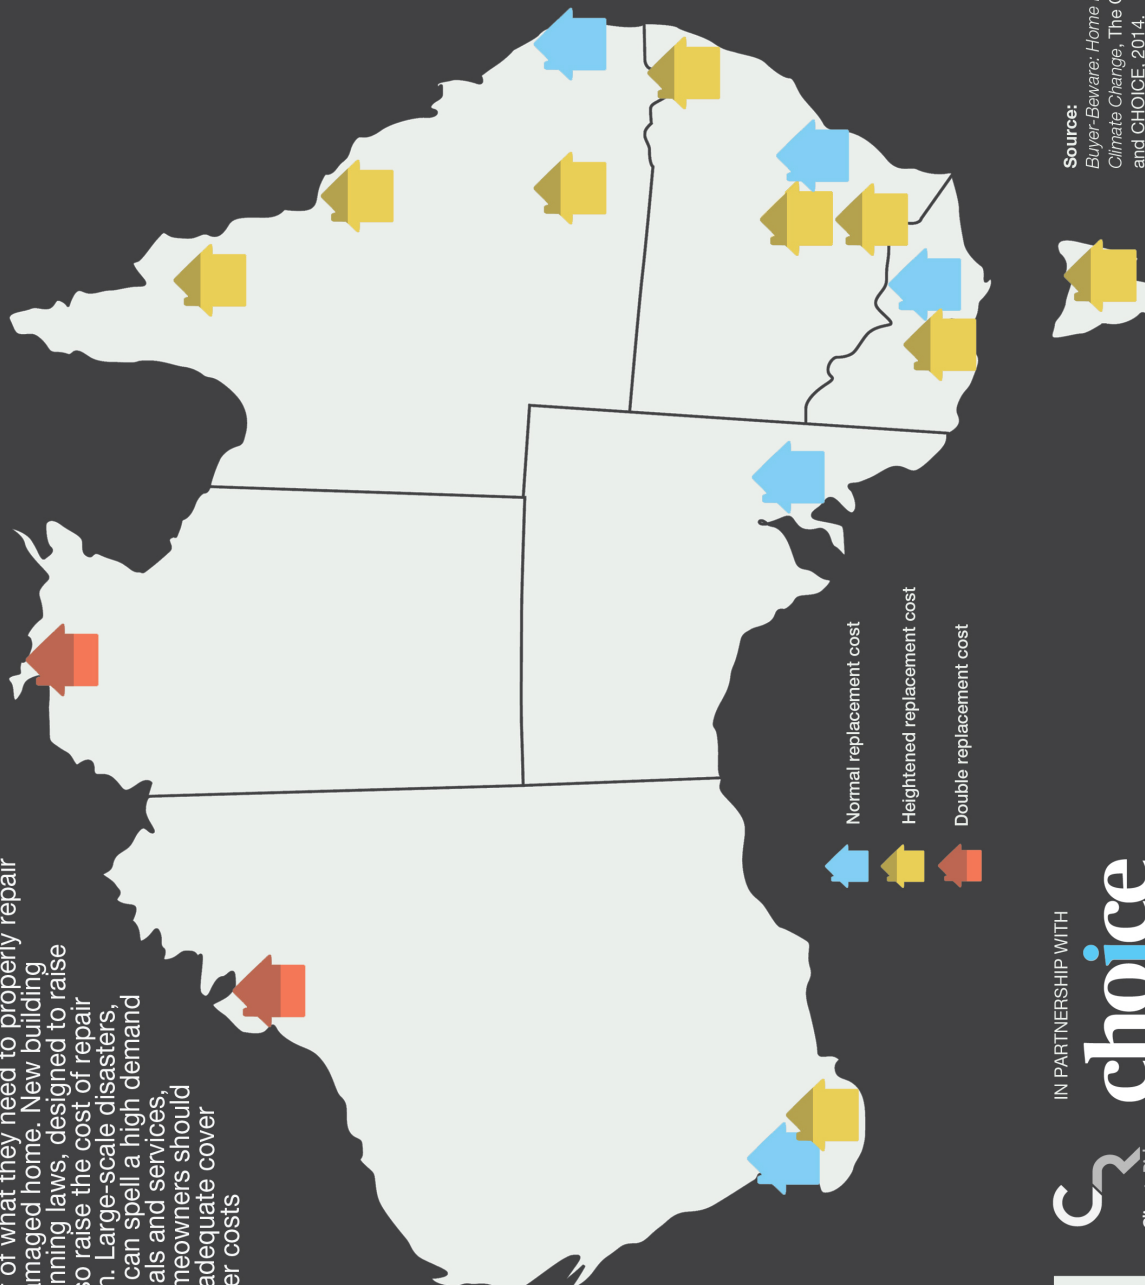 of what they need to properly repair
amaged home. New building
nning laws, designed to raise
so raise the cost of repair
n. Large-scale disasters,
can spell a high demand
als and services,
meowners should
adequate cover
er costs
Normal replacement cost
Heightened replacement cost
Double replacement cost
IN PARTNERSHIP WITH
choice
Source:
Buyer-Beware: Home
Climate Change, The C
and CHOICE, 2014.